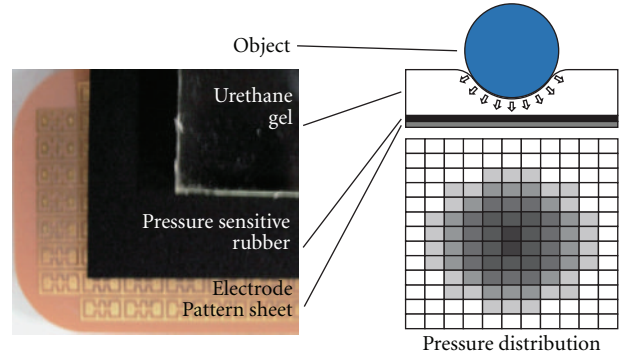 Object
Urethane
gel
Pressure sensitive
rubber
Electrode
Pattern sheet
Pressure distribution